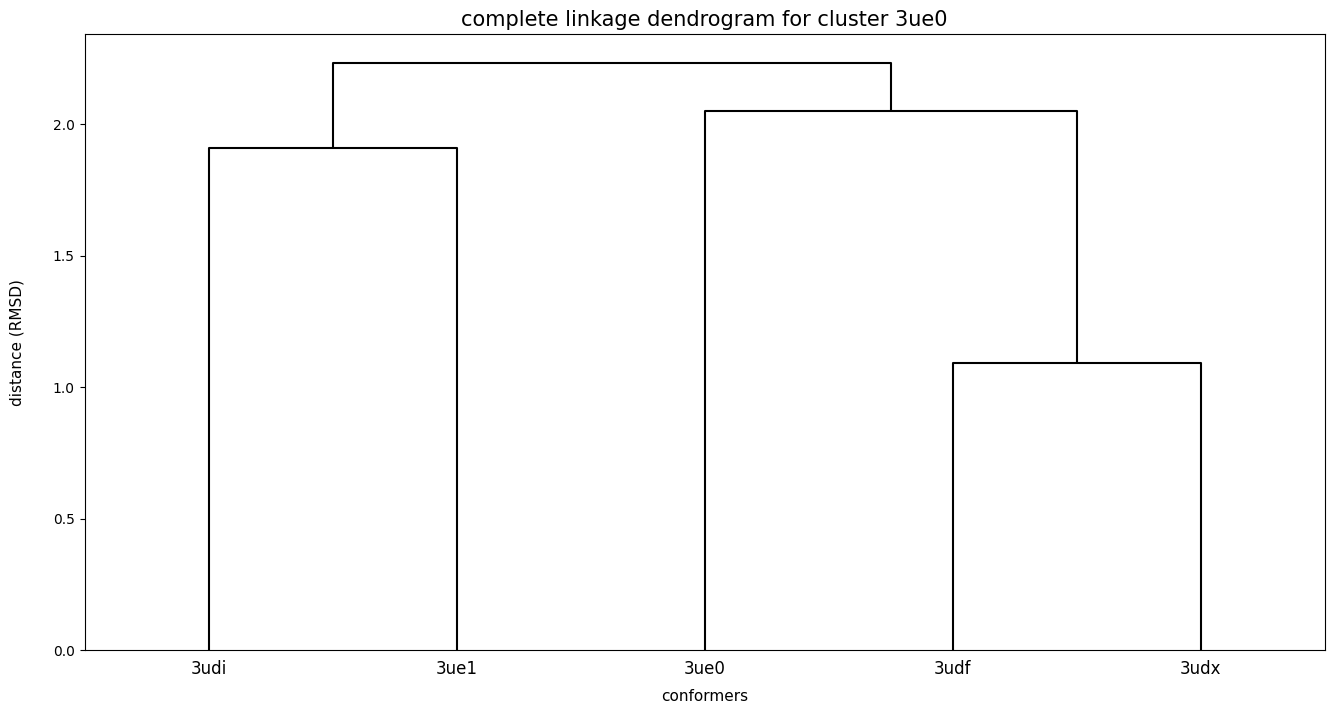 complete linkage dendrogram for cluster 3ue0
2.0
1.5
1.0
0.5
0.0
distance (RMSD)
3udi 3ue1 3ue0 3udf 3udx
conformers